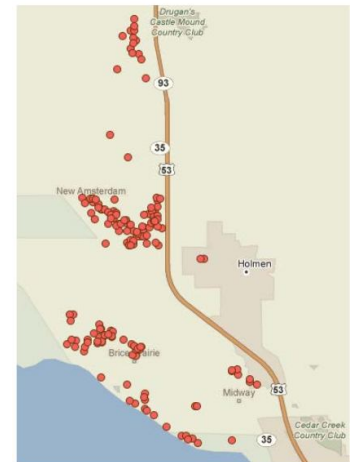 Drugan's
Castle Mound
Country Club
93
35
53
New Amsterdam
Holmen
Brice Prairie
Midway
53
Cedar Creek
Country Club
35